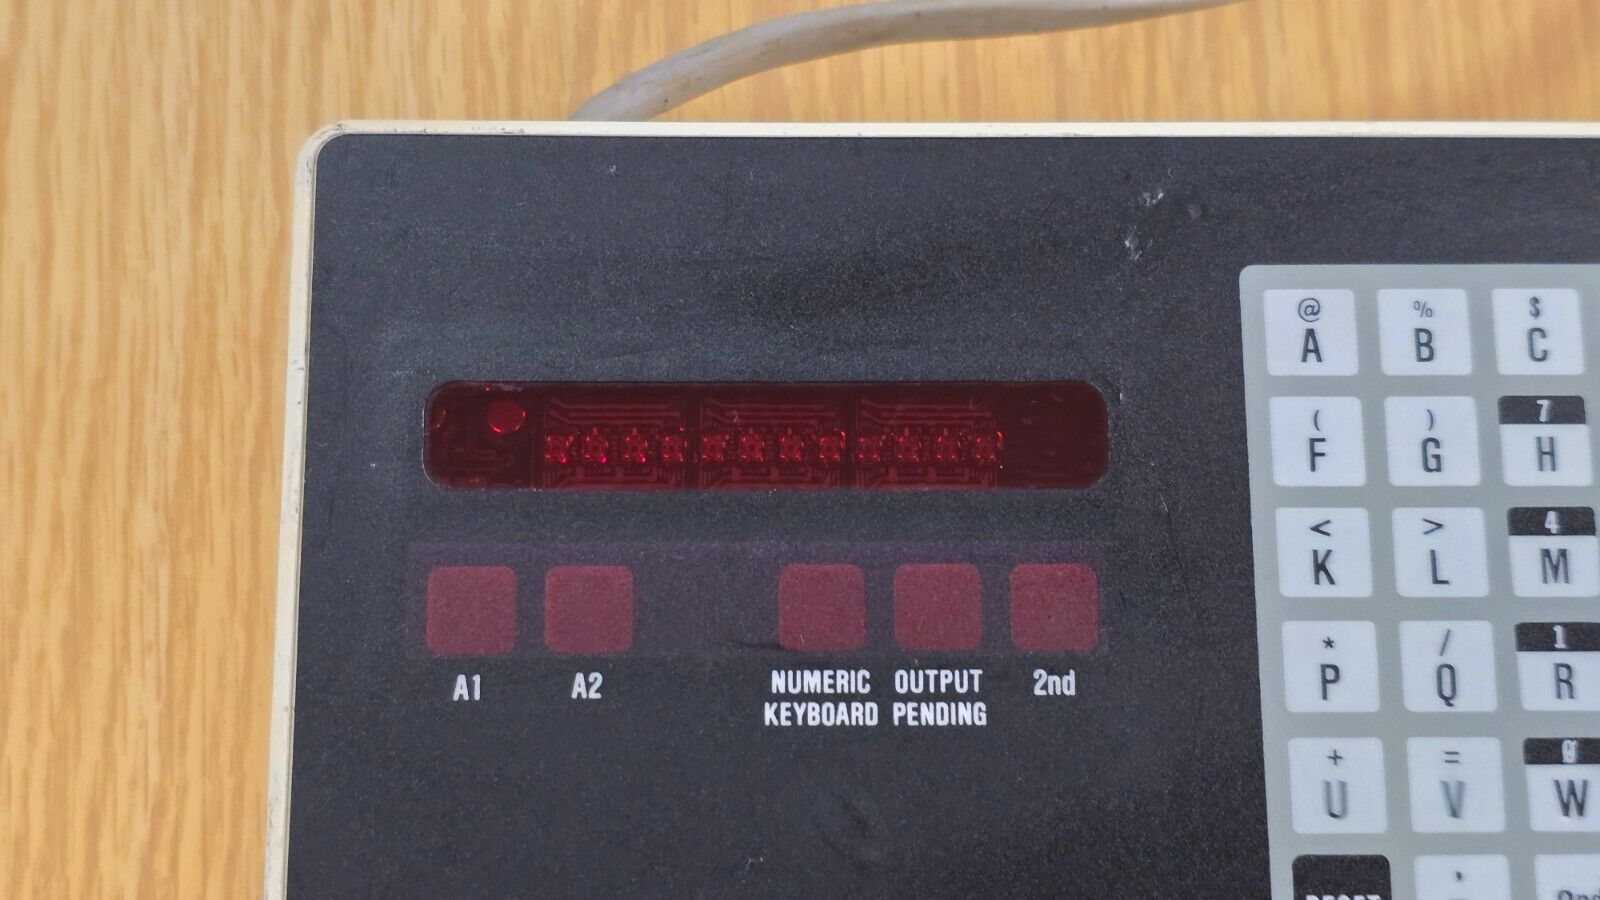 @ % $
A B C
( ) 7
F G H
< > 4
K L M
A1 A2 NUMERIC KEYBOARD OUTPUT PENDING 2nd
* / 1
P Q R
+ =
U V W